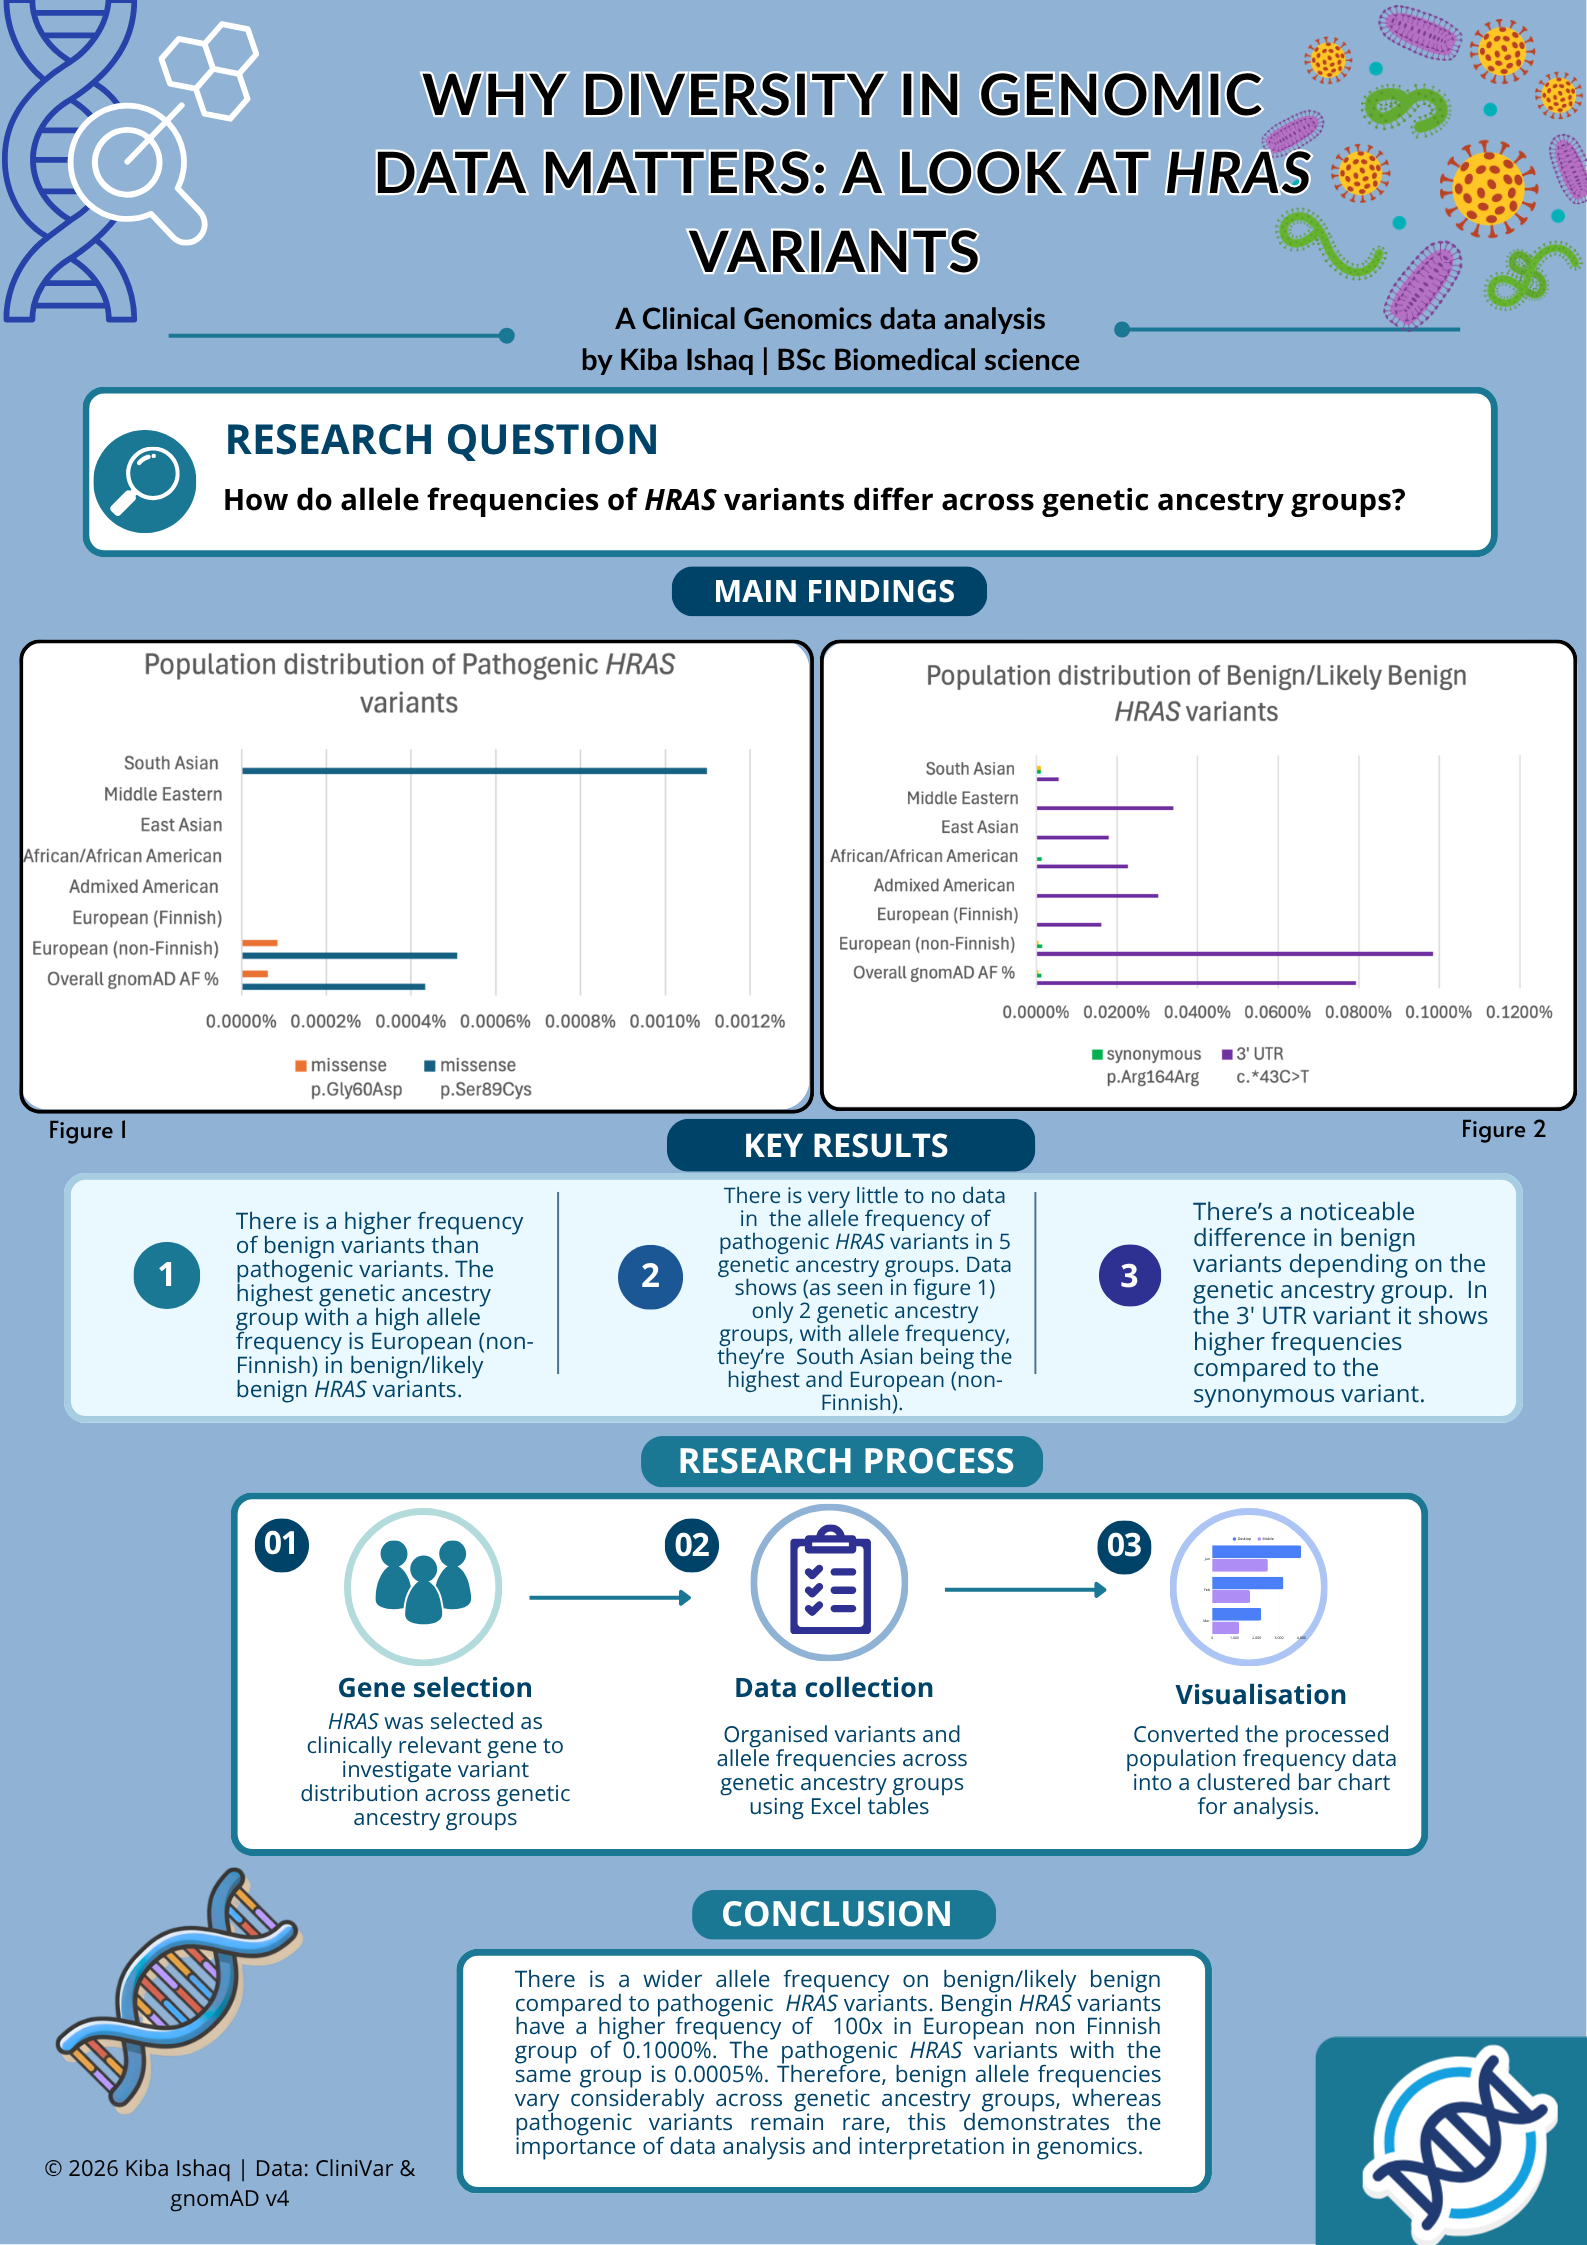 WHY DIVERSITY IN GENOMIC
DATA MATTERS: A LOOK AT HRAS
VARIANTS
A Clinical Genomics data analysis
by Kiba Ishaq | BSc Biomedical science
RESEARCH QUESTION
How do allele frequencies of HRAS variants differ across genetic ancestry groups?
MAIN FINDINGS
Population distribution of Pathogenic HRAS
variants
South Asian
Middle Eastern
East Asian
African/African American
Admixed American
European (Finnish)
European (non-Finnish)
Overall gnomAD AF %
0.0000% 0.0002% 0.0004% 0.0006% 0.0008% 0.0010% 0.0012%
missense p.Gly60Asp
missense p.Ser89Cys
Figure 1
Population distribution of Benign/Likely Benign
HRAS variants
South Asian
Middle Eastern
East Asian
African/African American
Admixed American
European (Finnish)
European (non-Finnish)
Overall gnomAD AF %
0.0000% 0.0200% 0.0400% 0.0600% 0.0800% 0.1000% 0.1200%
synonymous p.Arg164Arg
3' UTR c.*43C>T
Figure 2
KEY RESULTS
1
There is a higher frequency
of benign variants than
pathogenic variants. The
highest genetic ancestry
group with a high allele
frequency is European (non-
Finnish) in benign/likely
benign HRAS variants.
2
There is very little to no data
in the allele frequency of
pathogenic HRAS variants in 5
genetic ancestry groups. Data
shows (as seen in figure 1)
only 2 genetic ancestry
groups, with allele frequency,
they're South Asian being the
highest and European (non-
Finnish).
3
There's a noticeable
difference in benign
variants depending on the
genetic ancestry group. In
the 3' UTR variant it shows
higher frequencies
compared to the
synonymous variant.
RESEARCH PROCESS
01
Gene selection
HRAS was selected as
clinically relevant gene to
investigate variant
distribution across genetic
ancestry groups
02
Data collection
Organised variants and
allele frequencies across
genetic ancestry groups
using Excel tables
03
Visualisation
Converted the processed
population frequency data
into a clustered bar chart
for analysis.
CONCLUSION
There is a wider allele frequency on benign/likely benign
compared to pathogenic HRAS variants. Bengin HRAS variants
have a higher frequency of 100x in European non Finnish
group of 0.1000%. The pathogenic HRAS variants with the
same group is 0.0005%. Therefore, benign allele frequencies
vary considerably across genetic ancestry groups, whereas
pathogenic variants remain rare, this demonstrates the
importance of data analysis and interpretation in genomics.
© 2026 Kiba Ishaq | Data: CliniVar &
gnomAD v4